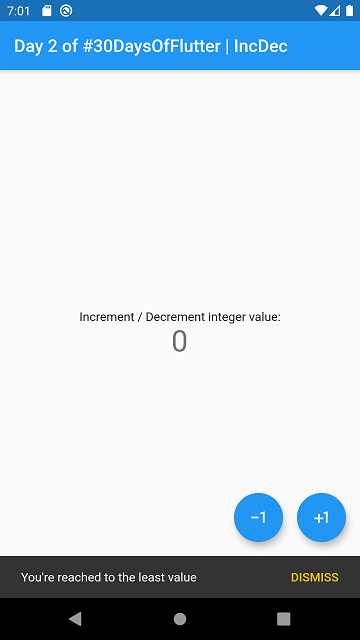 7:01
Day 2 of #30DaysOfFlutter | IncDec
Increment / Decrement integer value:
0
−1 +1
You're reached to the least value DISMISS